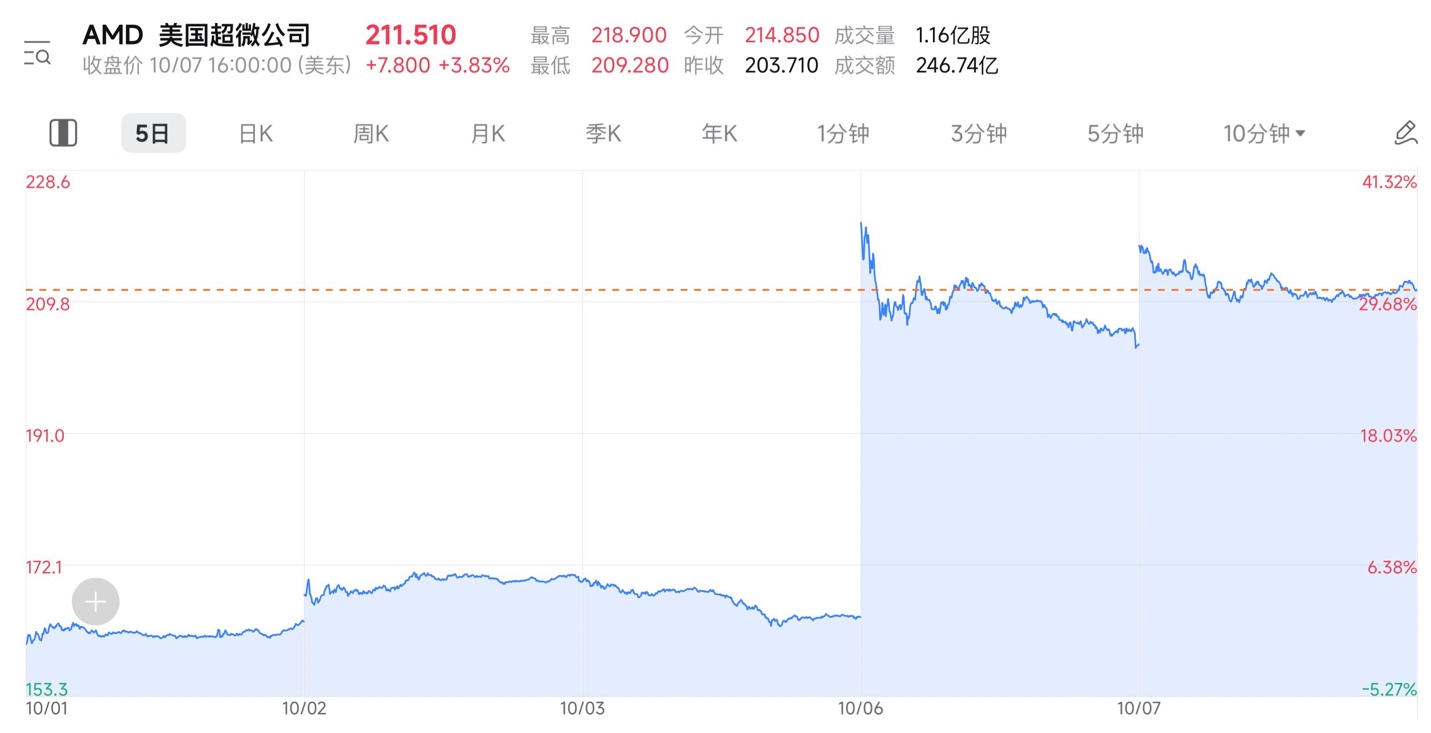 AMD 美国超微公司 211.510 最高 218.900 今开 214.850 成交量 1.16亿股
收盘价 10/07 16:00:00 (美东) +7.800 +3.83% 最低 209.280 昨收 203.710 成交额 246.74亿
5日 日K 周K 月K 季K 年K 1分钟 3分钟 5分钟 10分钟
228.6 41.32%
209.8 29.68%
191.0 18.03%
172.1 6.38%
153.3 -5.27%
10/01 10/02 10/03 10/06 10/07